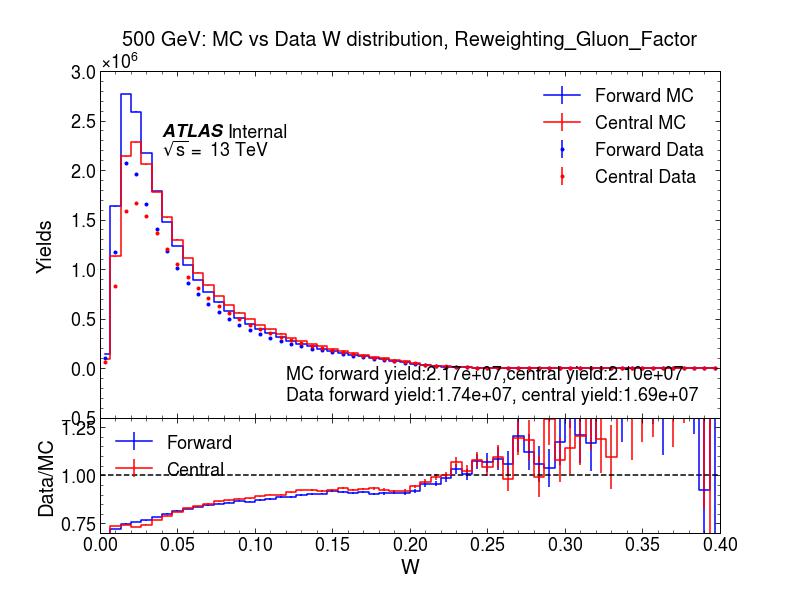 500 GeV: MC vs Data W distribution, Reweighting_Gluon_Factor
×10⁶
3.0
2.5
2.0
1.5
1.0
0.5
0.0
0.5
Yields
ATLAS Internal
√s = 13 TeV
Forward MC
Central MC
Forward Data
Central Data
MC forward yield:2.17e+07,central yield:2.10e+07
Data forward yield:1.74e+07, central yield:1.69e+07
1.25
1.00
0.75
Data/MC
Forward
Central
0.00 0.05 0.10 0.15 0.20 0.25 0.30 0.35 0.40
W